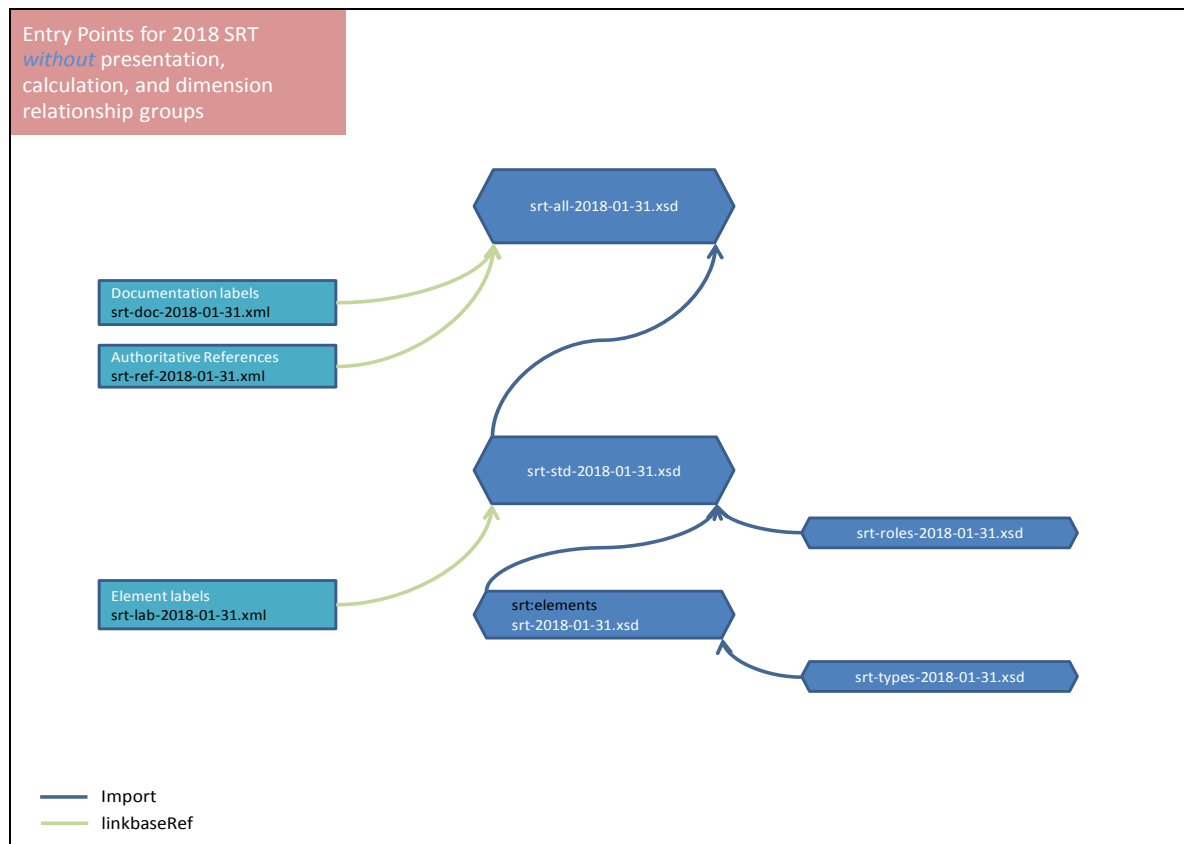 Entry Points for 2018 SRT
without presentation,
calculation, and dimension
relationship groups
srt-all-2018-01-31.xsd
Documentation labels
srt-doc-2018-01-31.xml
Authoritative References
srt-ref-2018-01-31.xml
srt-std-2018-01-31.xsd
srt-roles-2018-01-31.xsd
Element labels
srt-lab-2018-01-31.xml
srt:elements
srt-2018-01-31.xsd
srt-types-2018-01-31.xsd
Import
linkbaseRef